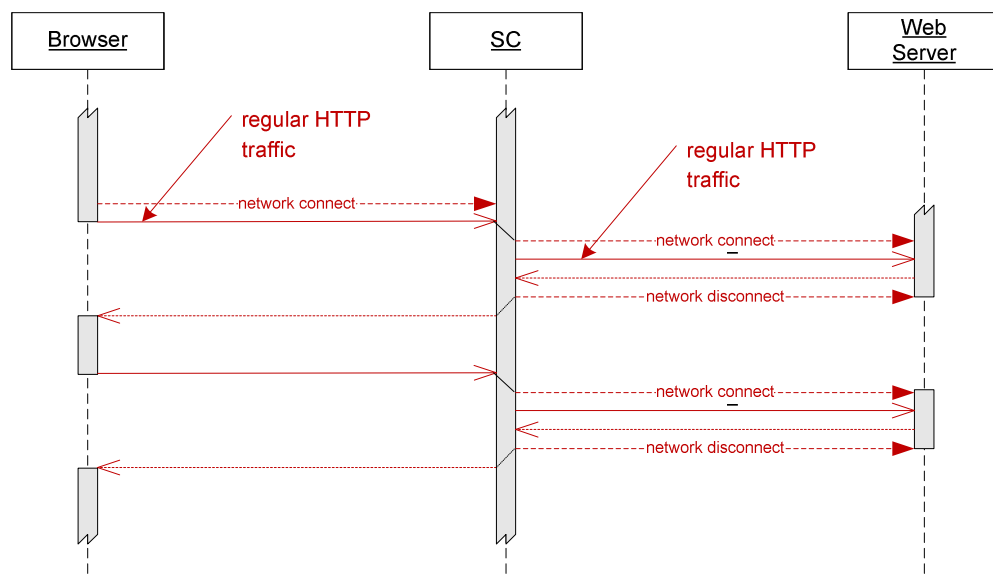 Browser
SC
Web
Server
regular HTTP
traffic
regular HTTP
traffic
network connect
network connect
network disconnect
network connect
network disconnect